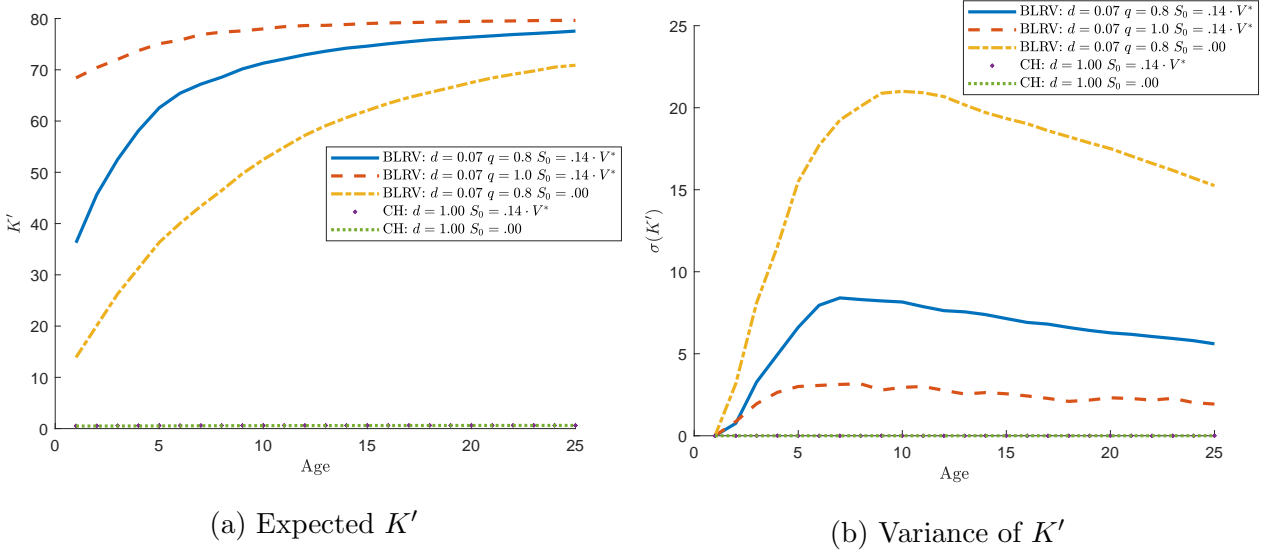 80
70
60
50
40
30
20
10
0
K′
0
5
10
15
20
25
Age
BLRV: d = 0.07 q = 0.8 S₀ = .14 · V*
BLRV: d = 0.07 q = 1.0 S₀ = .14 · V*
BLRV: d = 0.07 q = 0.8 S₀ = .00
CH: d = 1.00 S₀ = .14 · V*
CH: d = 1.00 S₀ = .00
(a) Expected K′
25
20
15
10
5
0
σ(K′)
0
5
10
15
20
25
Age
BLRV: d = 0.07 q = 0.8 S₀ = .14 · V*
BLRV: d = 0.07 q = 1.0 S₀ = .14 · V*
BLRV: d = 0.07 q = 0.8 S₀ = .00
CH: d = 1.00 S₀ = .14 · V*
CH: d = 1.00 S₀ = .00
(b) Variance of K′